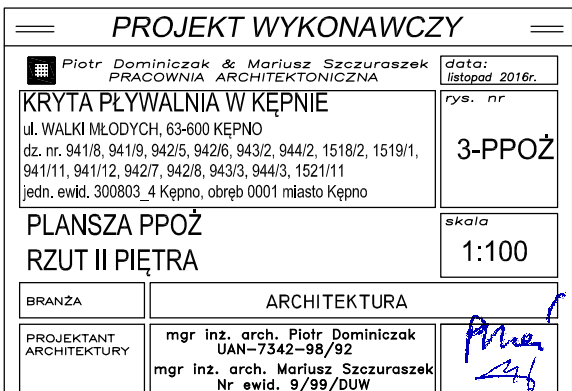 PROJEKT WYKONAWCZY
Piotr Dominiczak & Mariusz Szczuraszek
PRACOWNIA ARCHITEKTONICZNA
data:
listopad 2016r.
KRYTA PŁYWALNIA W KĘPNIE
ul. WALKI MŁODYCH, 63-600 KĘPNO
dz. nr. 941/8, 941/9, 942/5, 942/6, 943/2, 944/2, 1518/2, 1519/1,
941/11, 941/12, 942/7, 942/8, 943/3, 944/3, 1521/11
jedn. ewid. 300803_4 Kępno, obręb 0001 miasto Kępno
rys. nr
3-PPOŻ
PLANSZA PPOŻ
RZUT II PIĘTRA
skala
1:100
BRANŻA
ARCHITEKTURA
PROJEKTANT
ARCHITEKTURY
mgr inż. arch. Piotr Dominiczak
UAN-7342-98/92
mgr inż. arch. Mariusz Szczuraszek
Nr ewid. 9/99/DUW